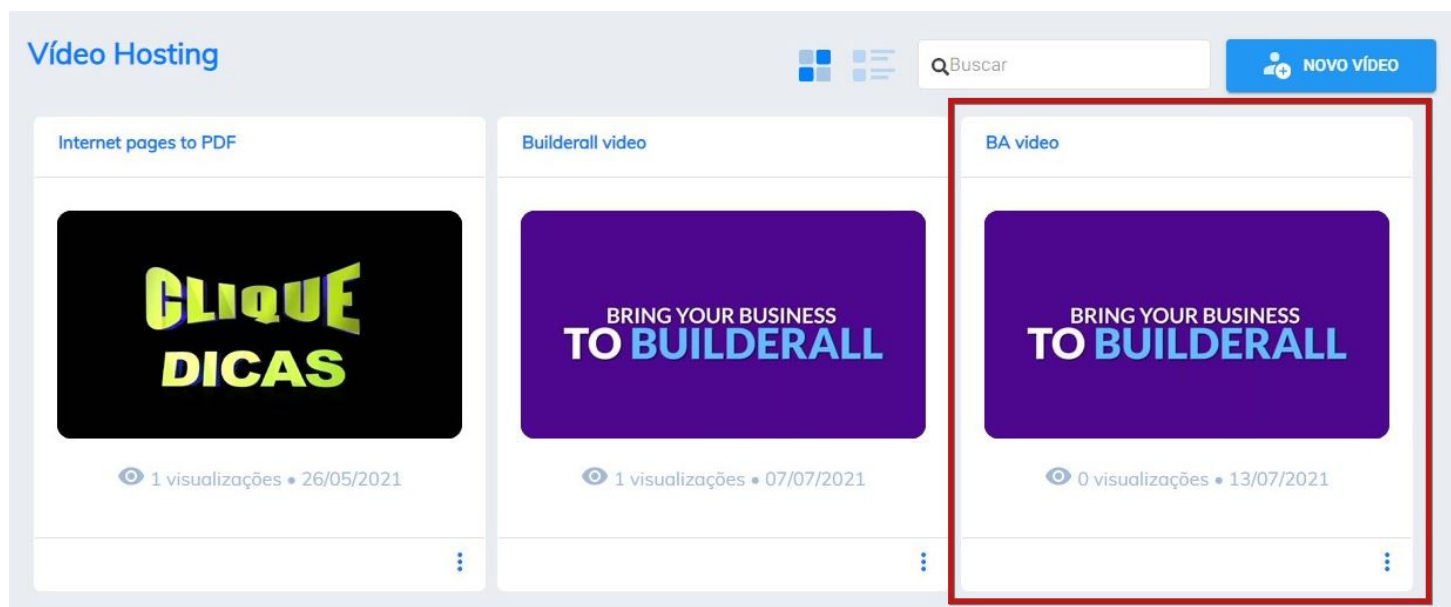 Vídeo Hosting
Buscar
NOVO VÍDEO
Internet pages to PDF
Builderall video
BA video
CLIQUE
DICAS
BRING YOUR BUSINESS
TO BUILDERALL
BRING YOUR BUSINESS
TO BUILDERALL
1 visualizações • 26/05/2021
1 visualizações • 07/07/2021
0 visualizações • 13/07/2021